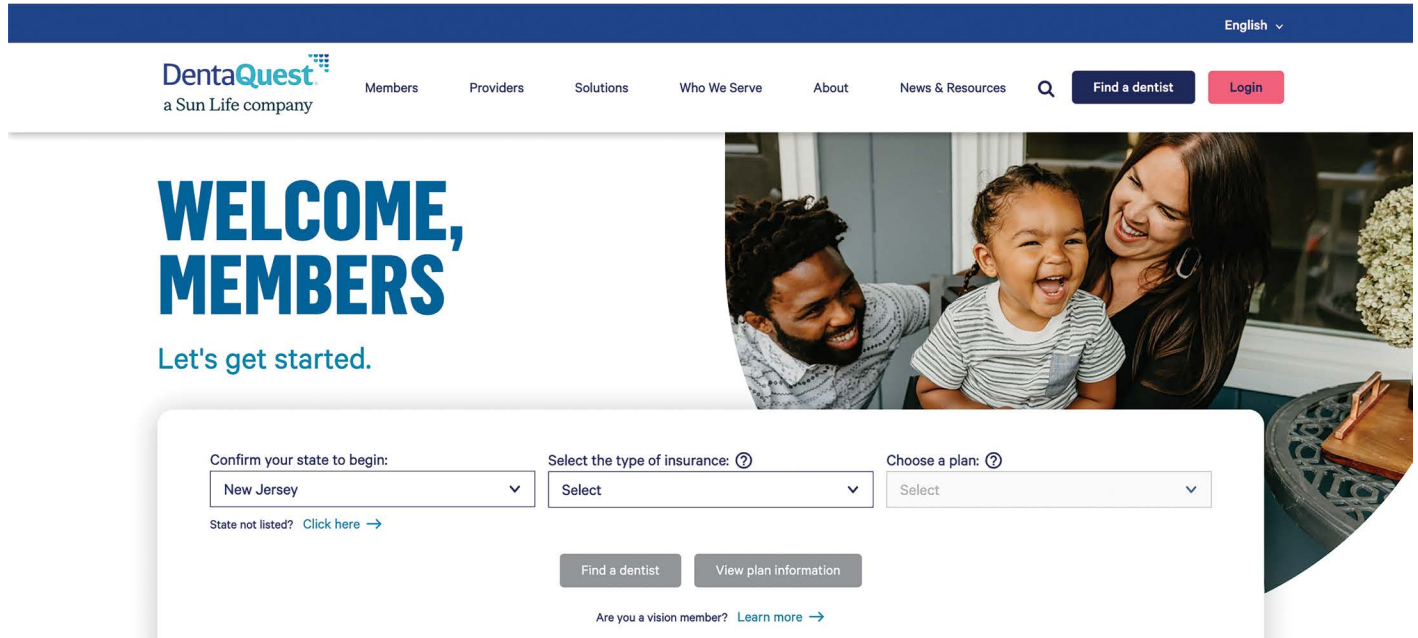 English
DentaQuest
a Sun Life company
Members
Providers
Solutions
Who We Serve
About
News & Resources
Find a dentist
Login
WELCOME,
MEMBERS
Let's get started.
Confirm your state to begin:
New Jersey
State not listed? Click here →
Select the type of insurance: ?
Select
Choose a plan: ?
Select
Find a dentist
View plan information
Are you a vision member? Learn more →